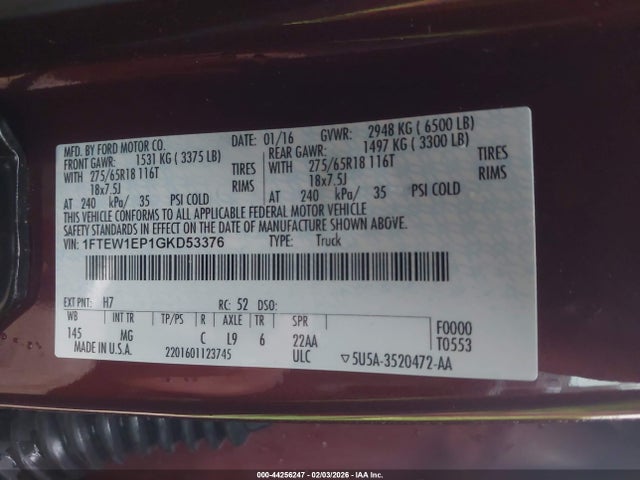 MFD. BY FORD MOTOR CO. 01/16 GVWR: 2948 KG ( 6500 LB)
FRONT GAWR: 1531 KG ( 3375 LB) REAR GAWR: 1497 KG ( 3300 LB)
WITH 275/65R18 116T TIRES WITH 275/65R18 116T TIRES
18x7.5J RIMS 18x7.5J RIMS
AT 240 kPa/ 35 PSI COLD AT 240 kPa/ 35 PSI COLD
THIS VEHICLE CONFORMS TO ALL APPLICABLE FEDERAL MOTOR VEHICLE
SAFETY AND BUMPER STANDARDS IN EFFECT ON THE DATE OF MANUFACTURE SHOWN ABOVE.
VIN: 1FTEW1EP1GKD53376 TYPE: Truck
EXT PNT: H7 RC: 52 DSO:
WB INT TR TP/PS R AXLE TR SPR F0000
145 MG C L9 6 22AA T0553
MADE IN U.S.A. 2201601123745 ULC ▽5U5A-3520472-AA
000-44256247 - 02/03/2026 - IAA Inc.